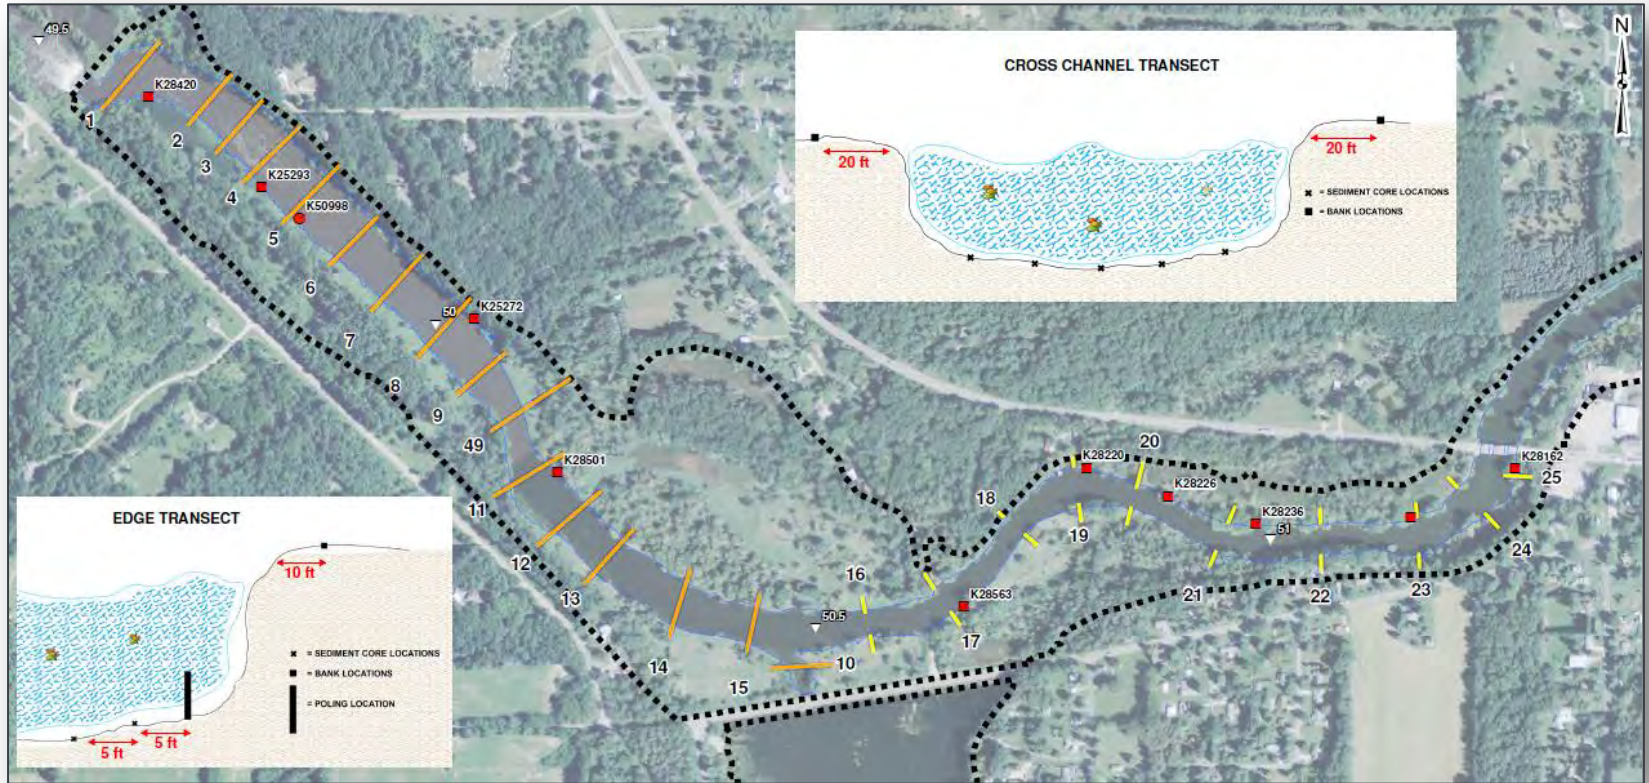 49.5
N
K28420
1
2
3
4
K25293
K50998
5
6
7
50
K25272
8
9
49
K28501
11
12
13
14
15
10
50.5
16
K28563
17
18
K28220
20
K28226
19
K28236
51
21
22
23
24
K28162
25
CROSS CHANNEL TRANSECT
20 ft
20 ft
= SEDIMENT CORE LOCATIONS
= BANK LOCATIONS
EDGE TRANSECT
10 ft
= SEDIMENT CORE LOCATIONS
= BANK LOCATIONS
= POLING LOCATION
5 ft
5 ft